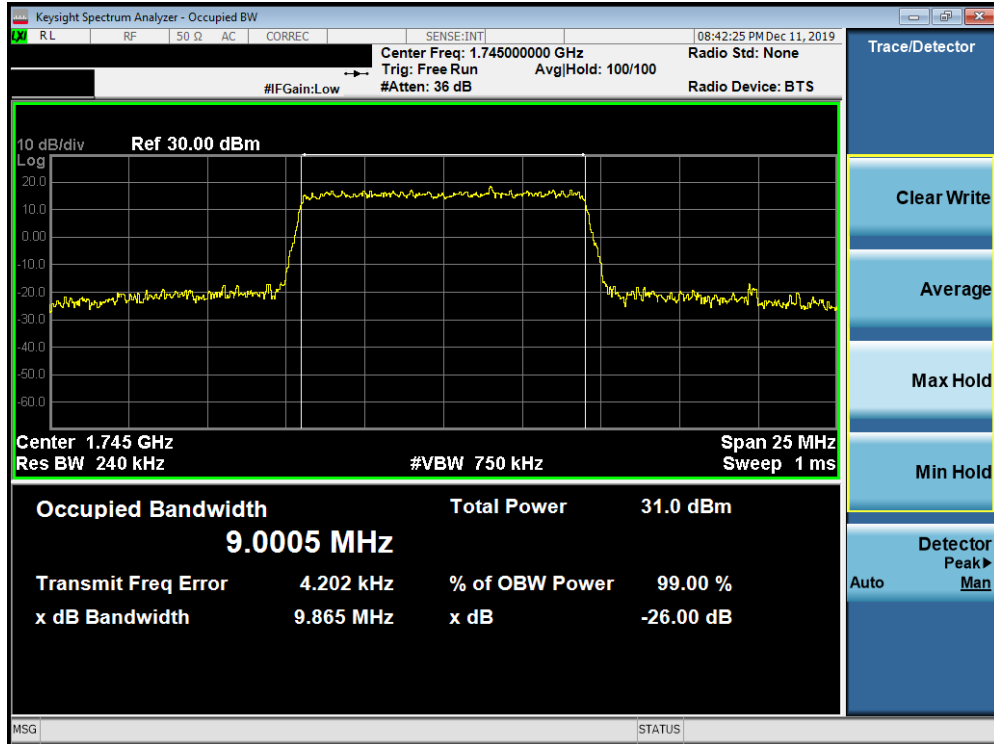 Keysight Spectrum Analyzer - Occupied BW
LXI RL RF 50 Ω AC CORREC SENSE:INT 08:42:25 PM Dec 11, 2019
Center Freq: 1.745000000 GHz Radio Std: None
Trig: Free Run Avg|Hold: 100/100
#IFGain:Low #Atten: 36 dB Radio Device: BTS
Trace/Detector
10 dB/div Ref 30.00 dBm
Log
20.0
10.0
0.00
-10.0
-20.0
-30.0
-40.0
-50.0
-60.0
Center 1.745 GHz Span 25 MHz
Res BW 240 kHz #VBW 750 kHz Sweep 1 ms
Occupied Bandwidth Total Power 31.0 dBm
9.0005 MHz
Transmit Freq Error 4.202 kHz % of OBW Power 99.00 %
x dB Bandwidth 9.865 MHz x dB -26.00 dB
Clear Write
Average
Max Hold
Min Hold
Detector
Peak▶
Auto Man
MSG STATUS